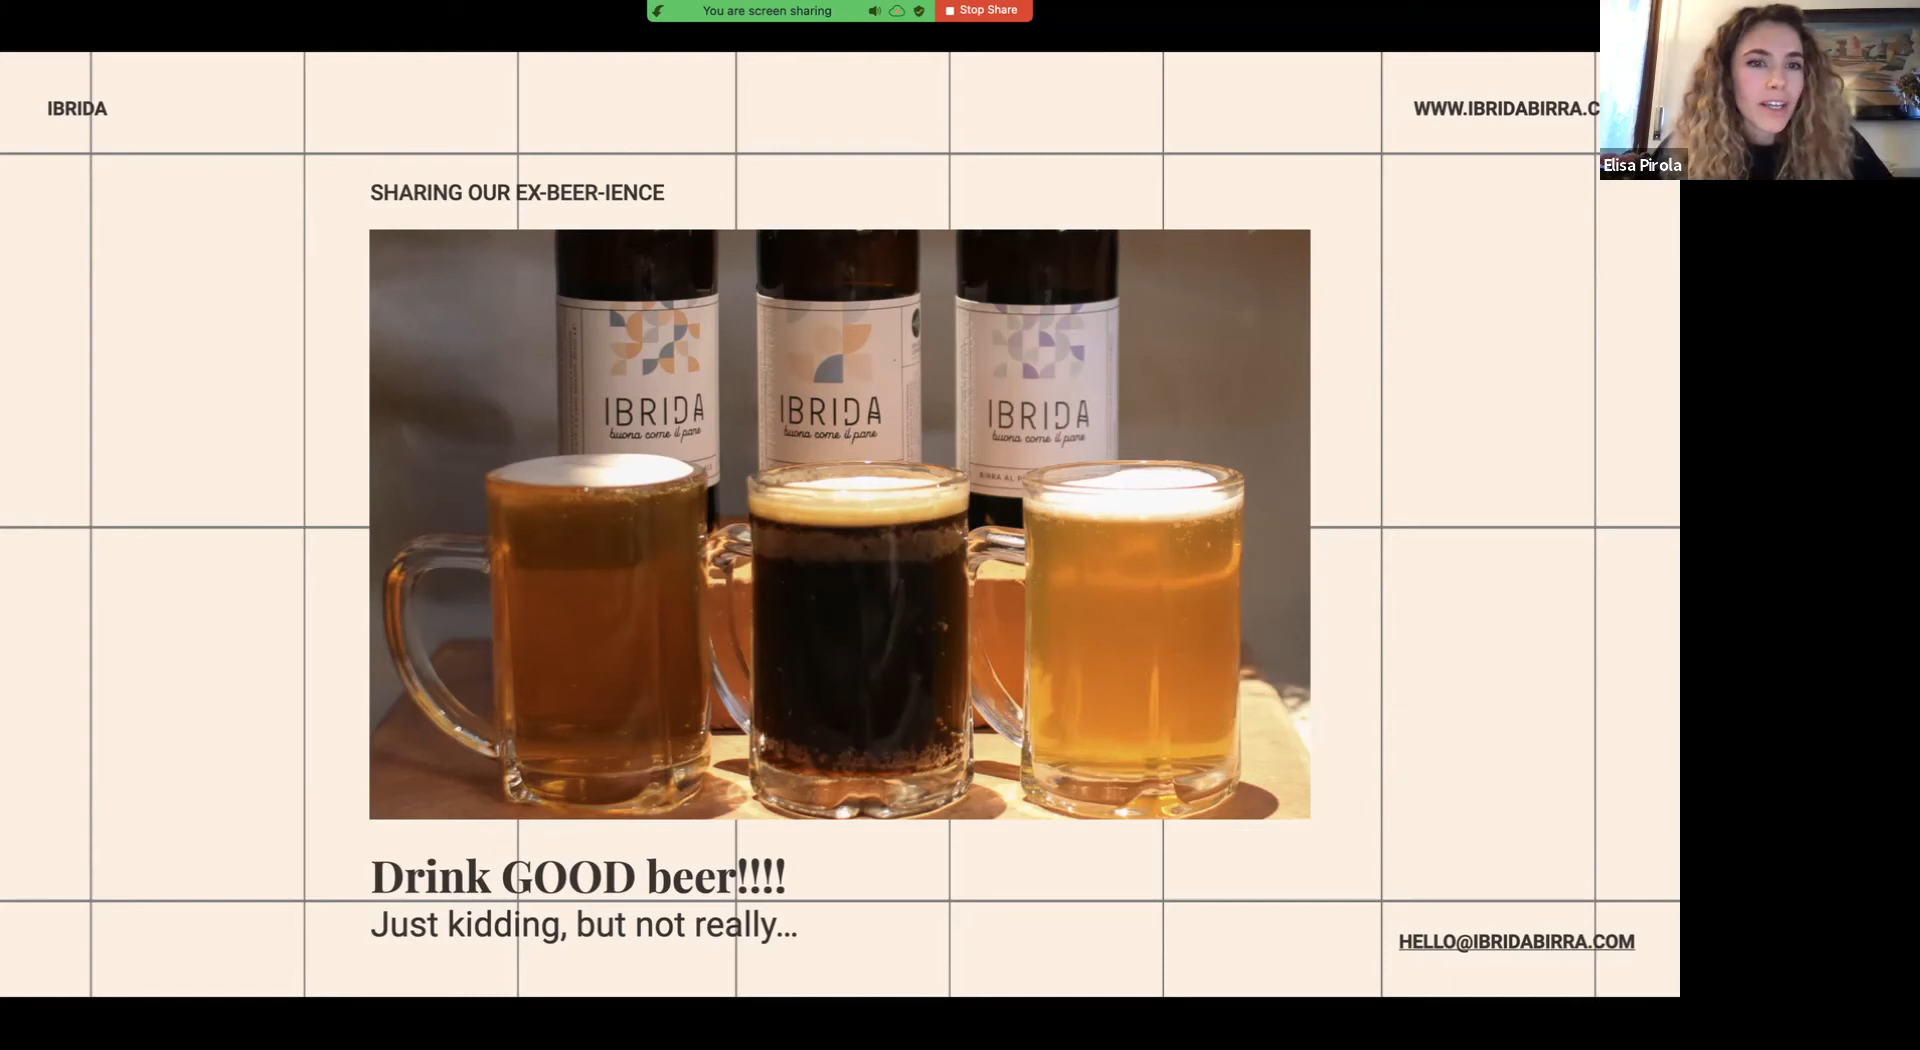 You are screen sharing
Stop Share
IBRIDA
WWW.IBRIDABIRRA.C
Elisa Pirola
SHARING OUR EX-BEER-IENCE
IBRIDA
buona come il pane
IBRIDA
buona come il pane
IBRIDA
buona come il pane
BIRRA AL
Drink GOOD beer!!!!
Just kidding, but not really...
HELLO@IBRIDABIRRA.COM